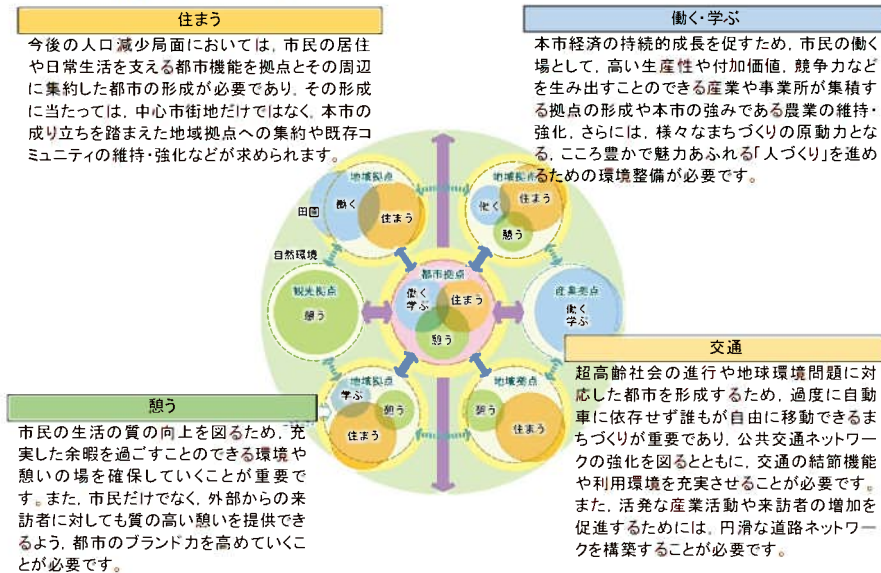 住まう
今後の人口減少局面においては，市民の居住
や日常生活を支える都市機能を拠点とその周辺
に集約した都市の形成が必要であり，その形成
に当たっては，中心市街地だけではなく，本市の
成り立ちを踏まえた地域拠点への集約や既存コ
ミュニティの維持・強化などが求められます。
働く・学ぶ
本市経済の持続的成長を促すため，市民の働く
場として，高い生産性や付加価値，競争力など
を生み出すことのできる産業や事業所が集積す
る拠点の形成や本市の強みである農業の維持・
強化，さらには，様々なまちづくりの原動力とな
る，こころ豊かで魅力あふれる「人づくり」を進め
るための環境整備が必要です。
地域拠点
働く
住まう
田園
自然環境
地域拠点
働く
住まう
憩う
観光拠点
憩う
都市拠点
働く
学ぶ
住まう
憩う
産業拠点
働く
学ぶ
地域拠点
学ぶ
憩う
住まう
地域拠点
憩う
住まう
憩う
市民の生活の質の向上を図るため，充
実した余暇を過ごすことのできる環境や
憩いの場を確保していくことが重要で
す。また，市民だけでなく，外部からの来
訪者に対しても質の高い憩いを提供でき
るよう，都市のブランド力を高めていくこ
とが必要です。
交通
超高齢社会の進行や地球環境問題に対
応した都市を形成するため，過度に自動
車に依存せず誰もが自由に移動できるま
ちづくりが重要であり，公共交通ネットワー
クの強化を図るとともに，交通の結節機能
や利用環境を充実させることが必要です。
また，活発な産業活動や来訪者の増加を
促進するためには，円滑な道路ネットワー
クを構築することが必要です。